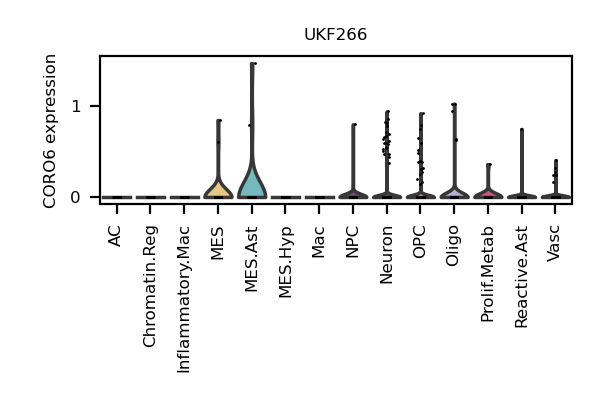 UKF266
CORO6 expression
1
0
AC
Chromatin.Reg
Inflammatory.Mac
MES
MES.Ast
MES.Hyp
Mac
NPC
Neuron
OPC
Oligo
Prolif.Metab
Reactive.Ast
Vasc